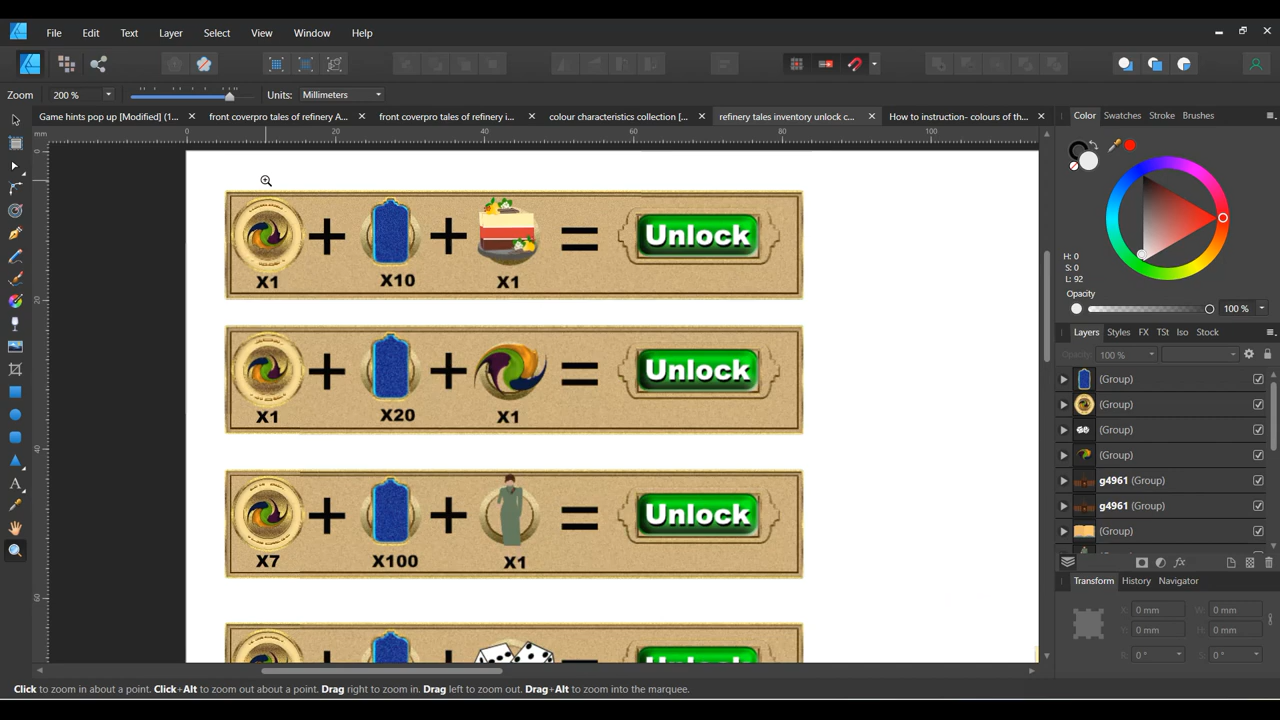 File Edit Text Layer Select View Window Help
Zoom 200 % Units: Millimeters
Game hints pop up [Modified] (1... front coverpro tales of refinery A... front coverpro tales of refinery i... colour characteristics collection [... refinery tales inventory unlock c... How to instruction- colours of th...
Color Swatches Stroke Brushes
mm 0 20 40 60 80 100
0
20
40
60
X1 + X10 + X1 = Unlock
X1 + X20 + X1 = Unlock
X7 + X100 + X1 = Unlock
+ + = Unlock
H: 0
S: 0
L: 92
Opacity
100 %
Layers Styles FX TSt Iso Stock
Opacity: 100 %
(Group)
(Group)
(Group)
(Group)
g4961 (Group)
g4961 (Group)
(Group)
Transform History Navigator
X: 0 mm W: 0 mm
Y: 0 mm H: 0 mm
R: 0 ° S: 0 °
Click to zoom in about a point. Click+Alt to zoom out about a point. Drag right to zoom in. Drag left to zoom out. Drag+Alt to zoom into the marquee.